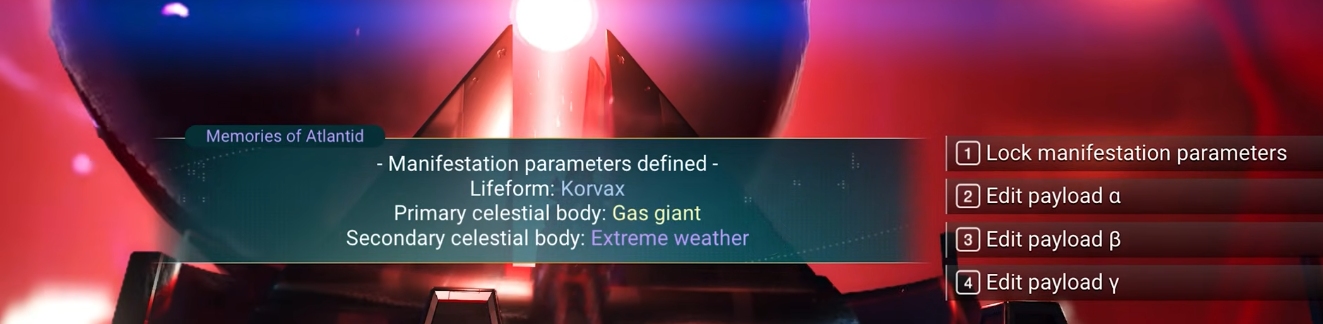 Memories of Atlantid
- Manifestation parameters defined -
Lifeform: Korvax
Primary celestial body: Gas giant
Secondary celestial body: Extreme weather
1 Lock manifestation parameters
2 Edit payload α
3 Edit payload β
4 Edit payload γ